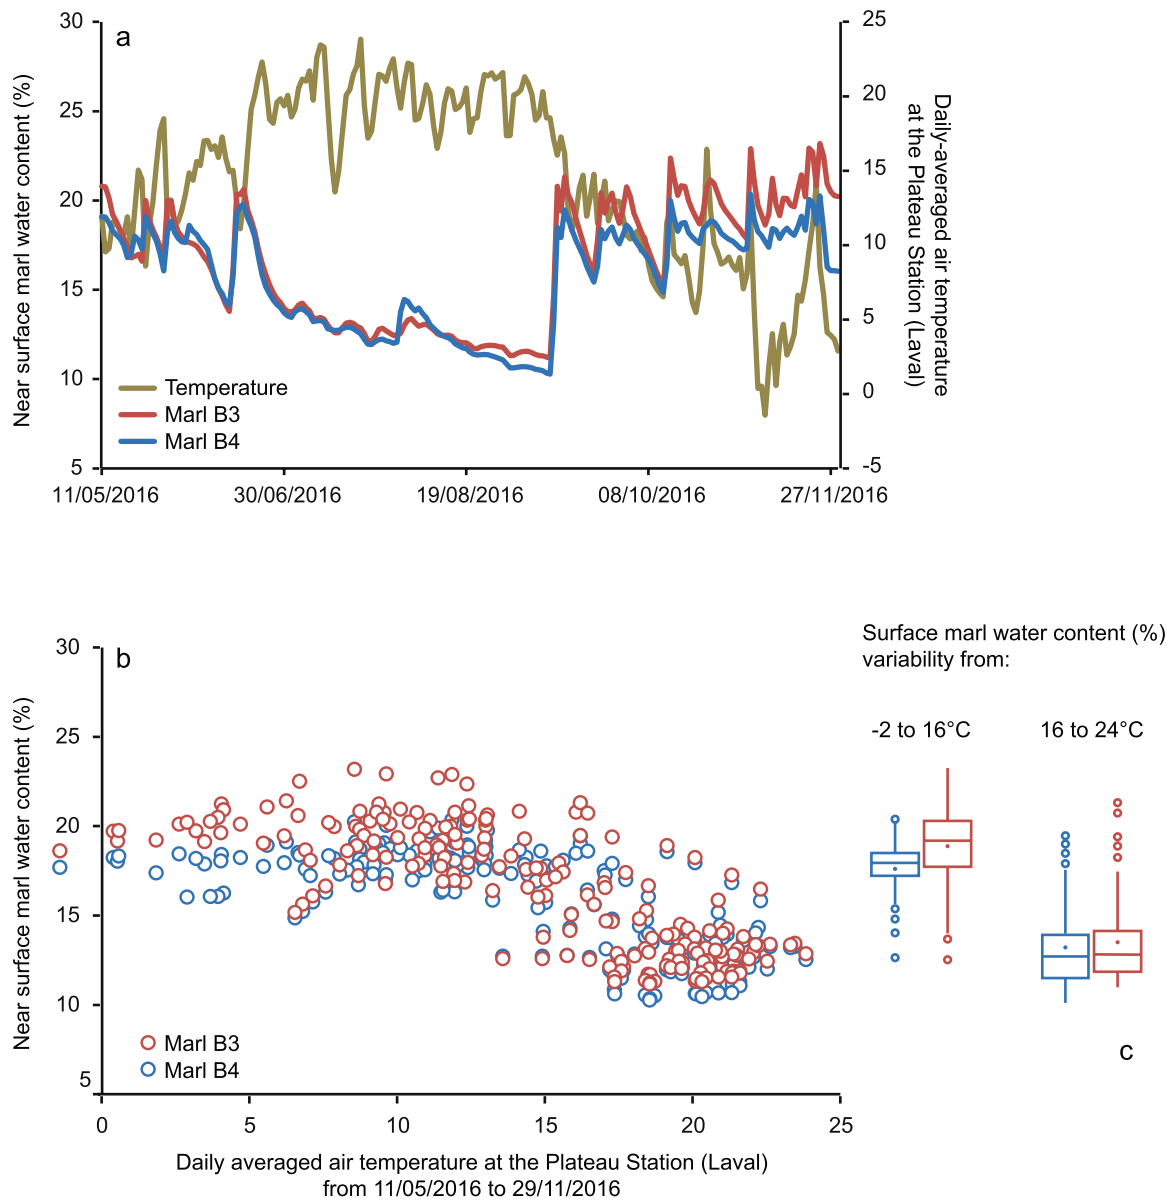 a
Near surface marl water content (%)
30
25
20
15
10
5
25
20
15
10
5
0
-5
Daily-averaged air temperature
at the Plateau Station (Laval)
Temperature
Marl B3
Marl B4
11/05/2016 30/06/2016 19/08/2016 08/10/2016 27/11/2016
b
Near surface marl water content (%)
30
25
20
15
10
5
Marl B3
Marl B4
0 5 10 15 20 25
Daily averaged air temperature at the Plateau Station (Laval)
from 11/05/2016 to 29/11/2016
Surface marl water content (%)
variability from:
-2 to 16°C 16 to 24°C
c